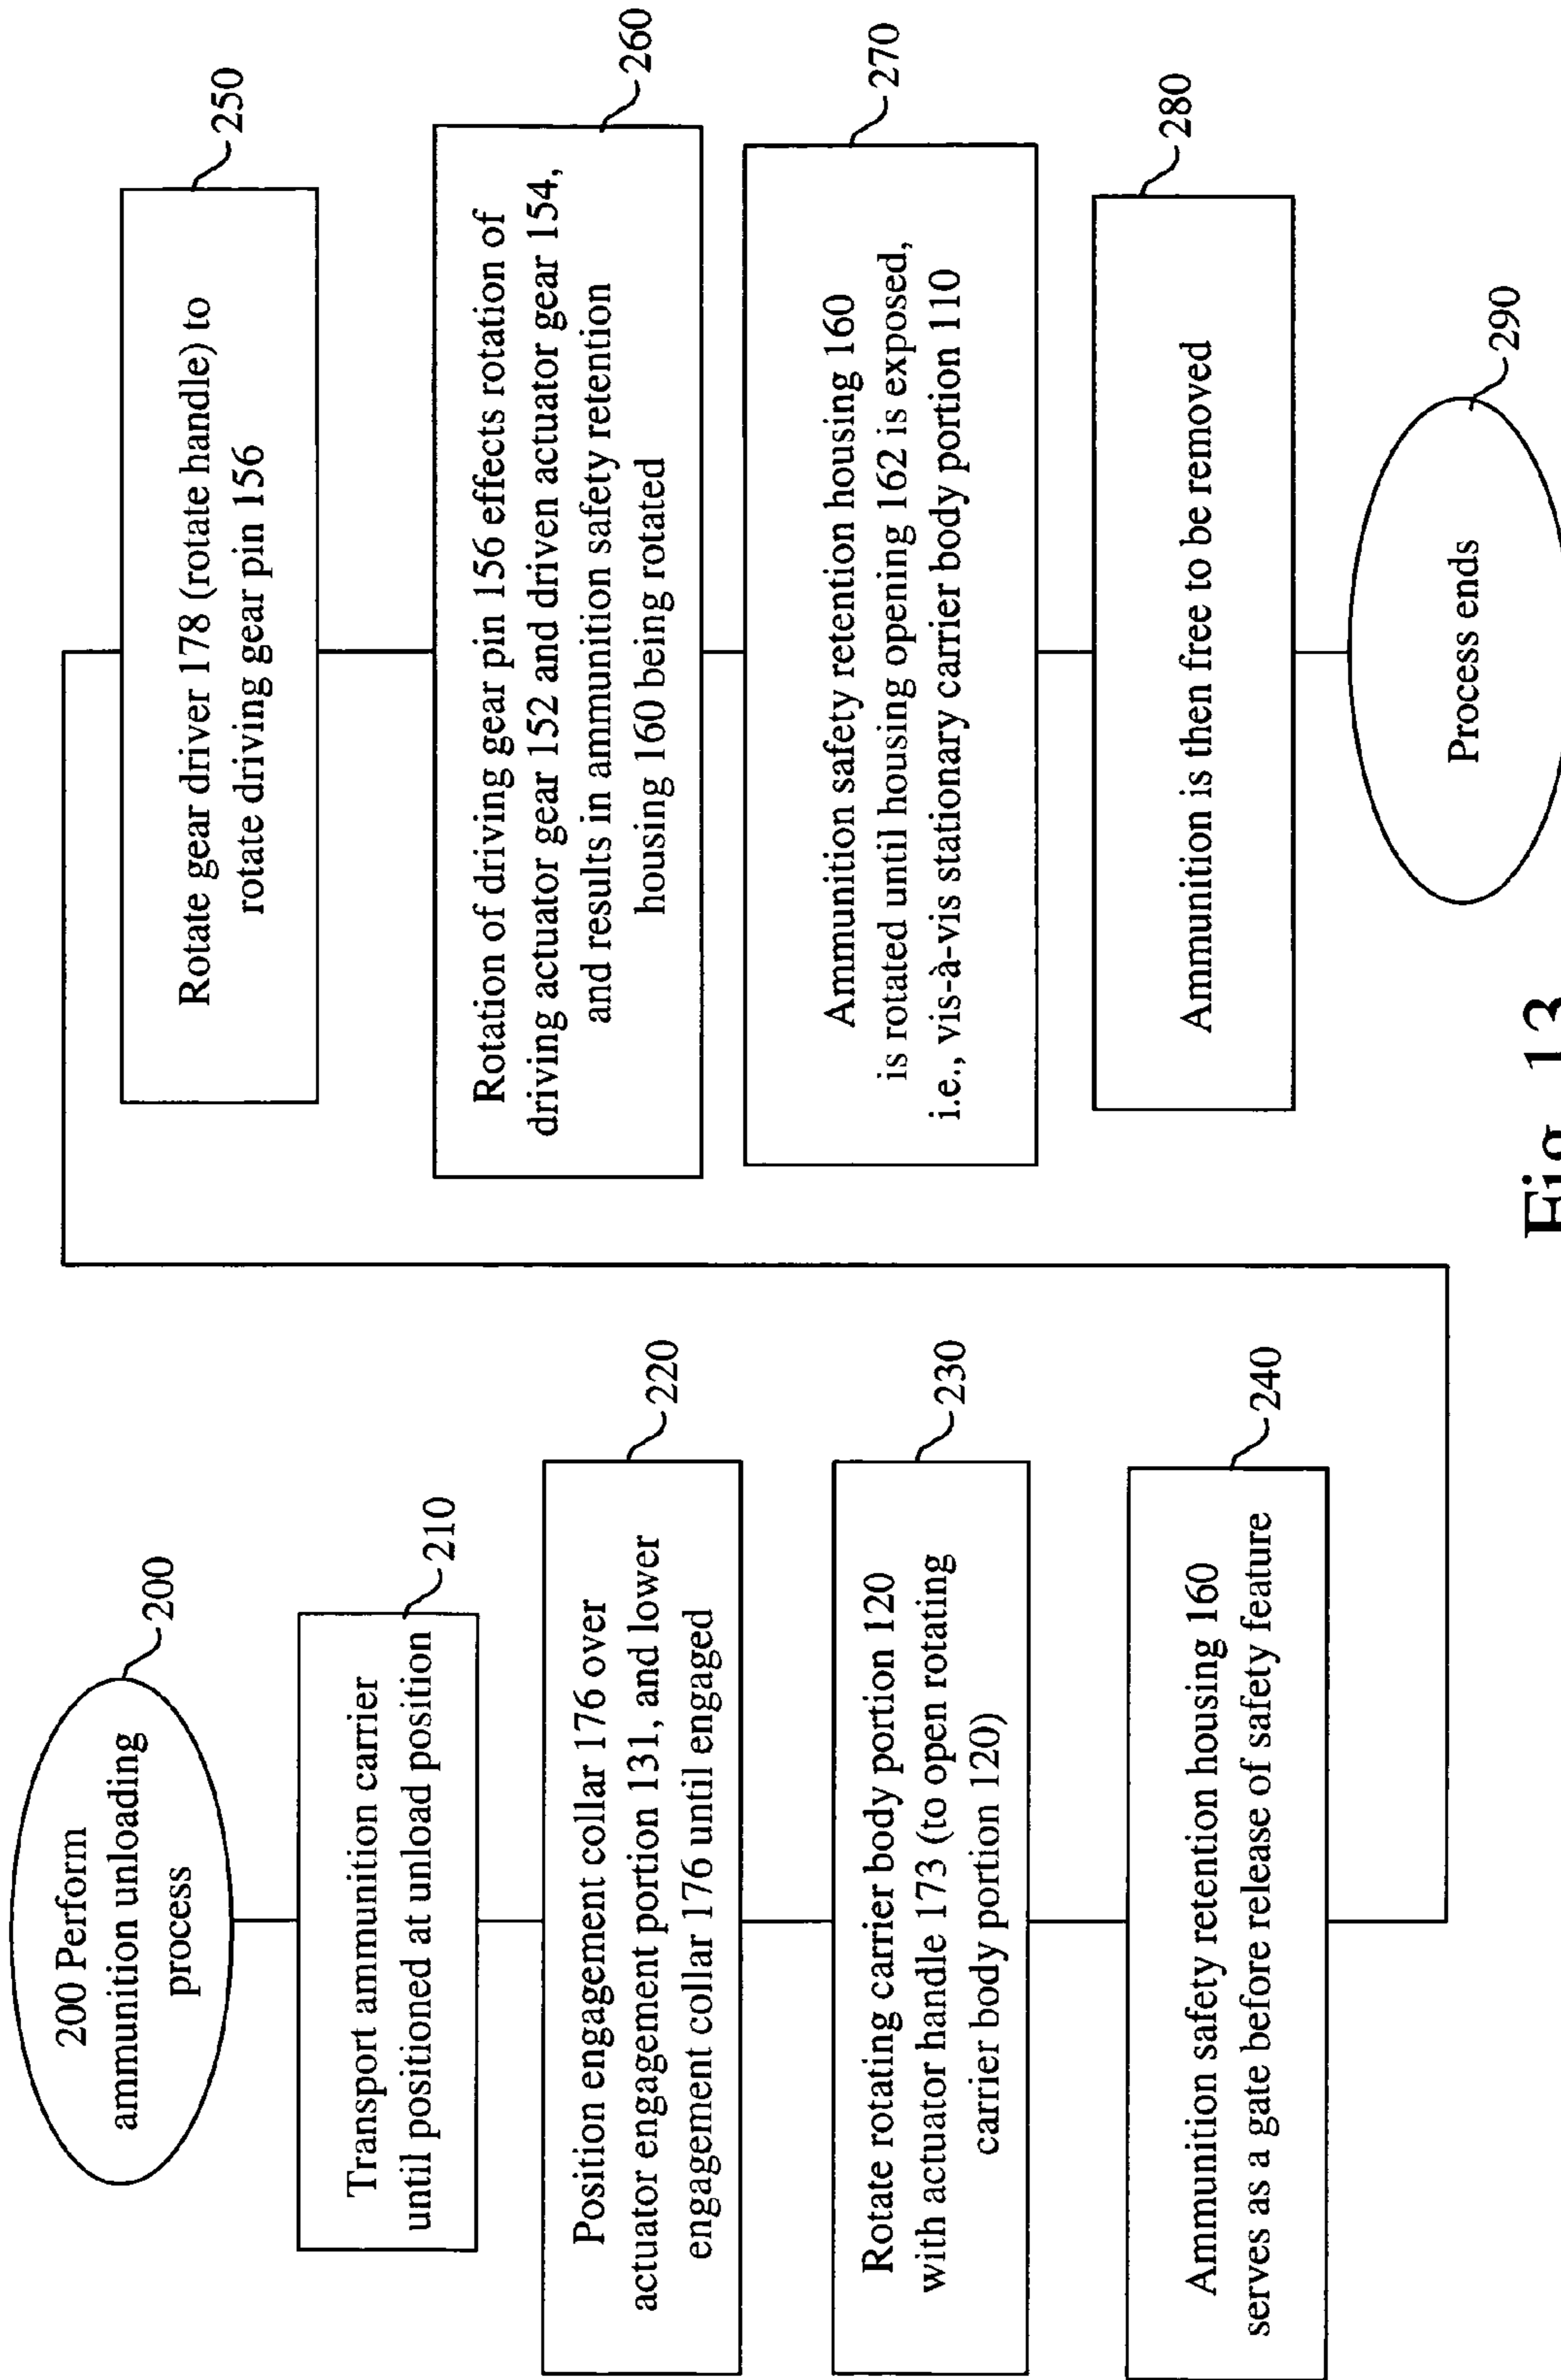 200 Perform
ammunition unloading
process
200
Transport ammunition carrier
until positioned at unload position
210
Position engagement collar 176 over
actuator engagement portion 131, and lower
engagement collar 176 until engaged
220
Rotate rotating carrier body portion 120
with actuator handle 173 (to open rotating
carrier body portion 120)
230
Ammunition safety retention housing 160
serves as a gate before release of safety feature
240
Rotate gear driver 178 (rotate handle) to
rotate driving gear pin 156
250
Rotation of driving gear pin 156 effects rotation of
driving actuator gear 152 and driven actuator gear 154,
and results in ammunition safety retention
housing 160 being rotated
260
Ammunition safety retention housing 160
is rotated until housing opening 162 is exposed,
i.e., vis-à-vis stationary carrier body portion 110
270
Ammunition is then free to be removed
280
Process ends
290
Fig. 13